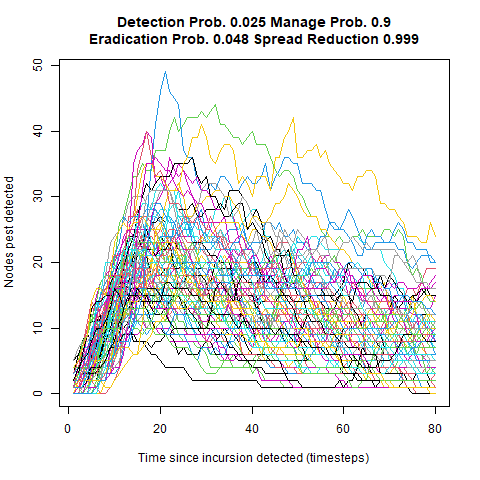 Detection Prob. 0.025 Manage Prob. 0.9
Eradication Prob. 0.048 Spread Reduction 0.999
Nodes pest detected
50
40
30
20
10
0
0 20 40 60 80
Time since incursion detected (timesteps)